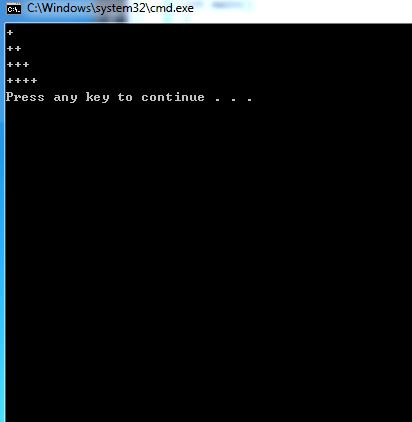 C:\Windows\system32\cmd.exe
+
++
+++
++++
Press any key to continue . . .